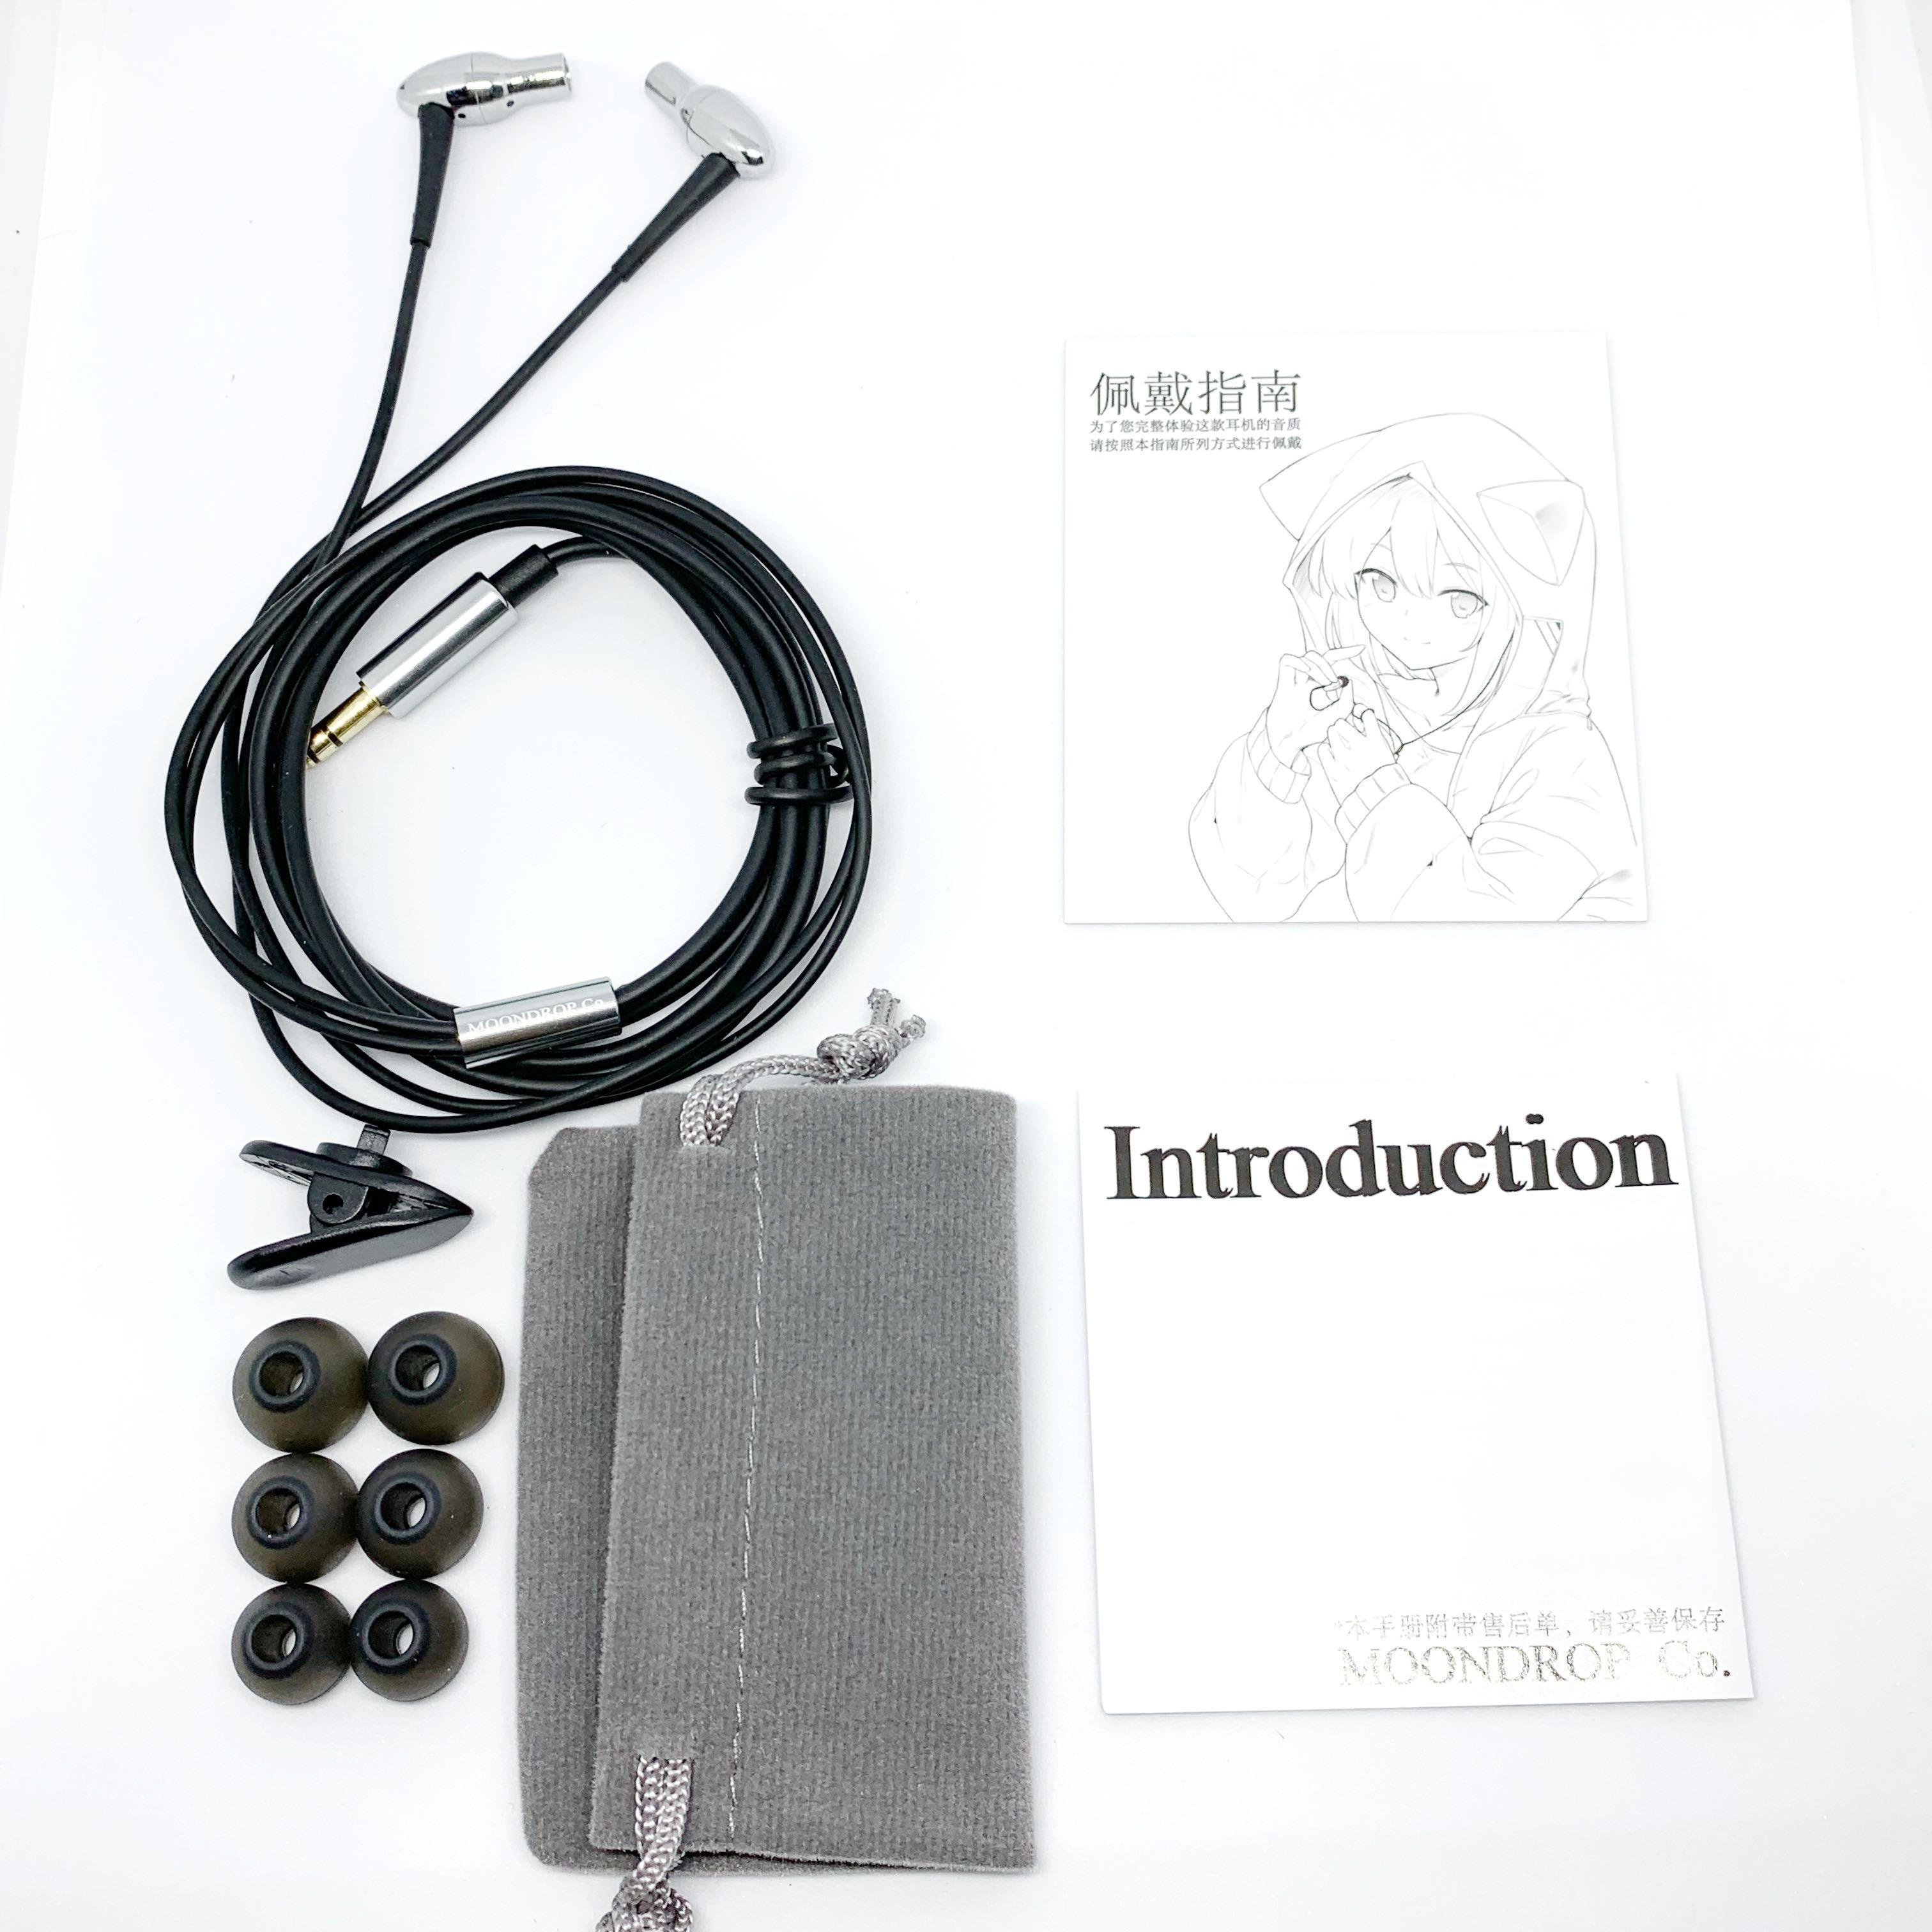 佩戴指南
为了您完整体验这款耳机的音质
请按照本指南所列方式进行佩戴
MOONDROP Co.
Introduction
*本手册附带售后单，请妥善保存
MOONDROP Co.